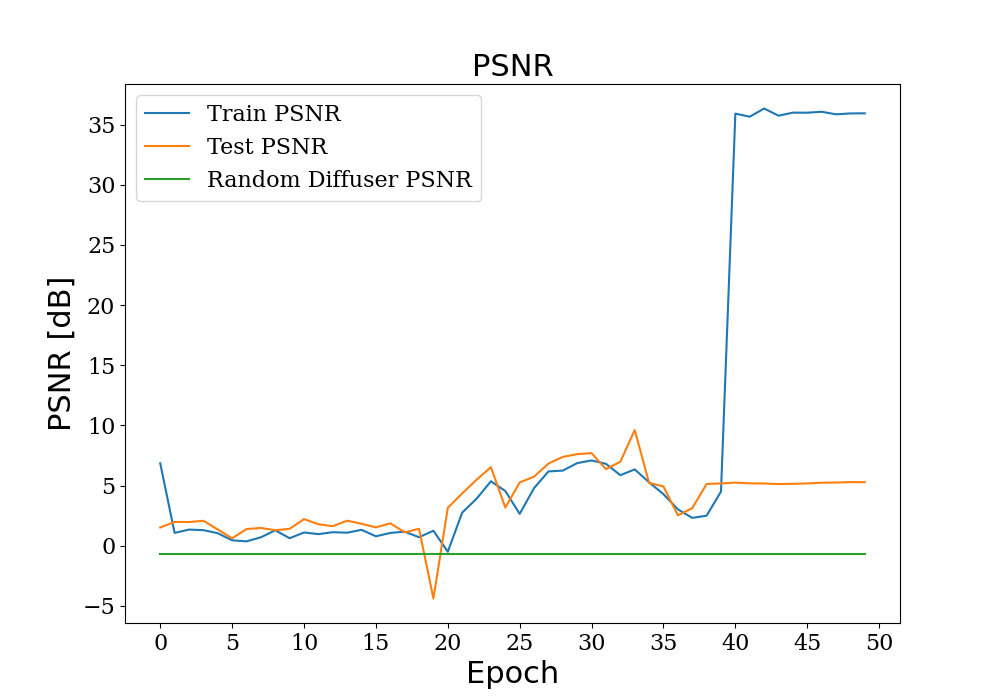 PSNR
Train PSNR
Test PSNR
Random Diffuser PSNR
PSNR [dB]
35
30
25
20
15
10
5
0
−5
0 5 10 15 20 25 30 35 40 45 50
Epoch